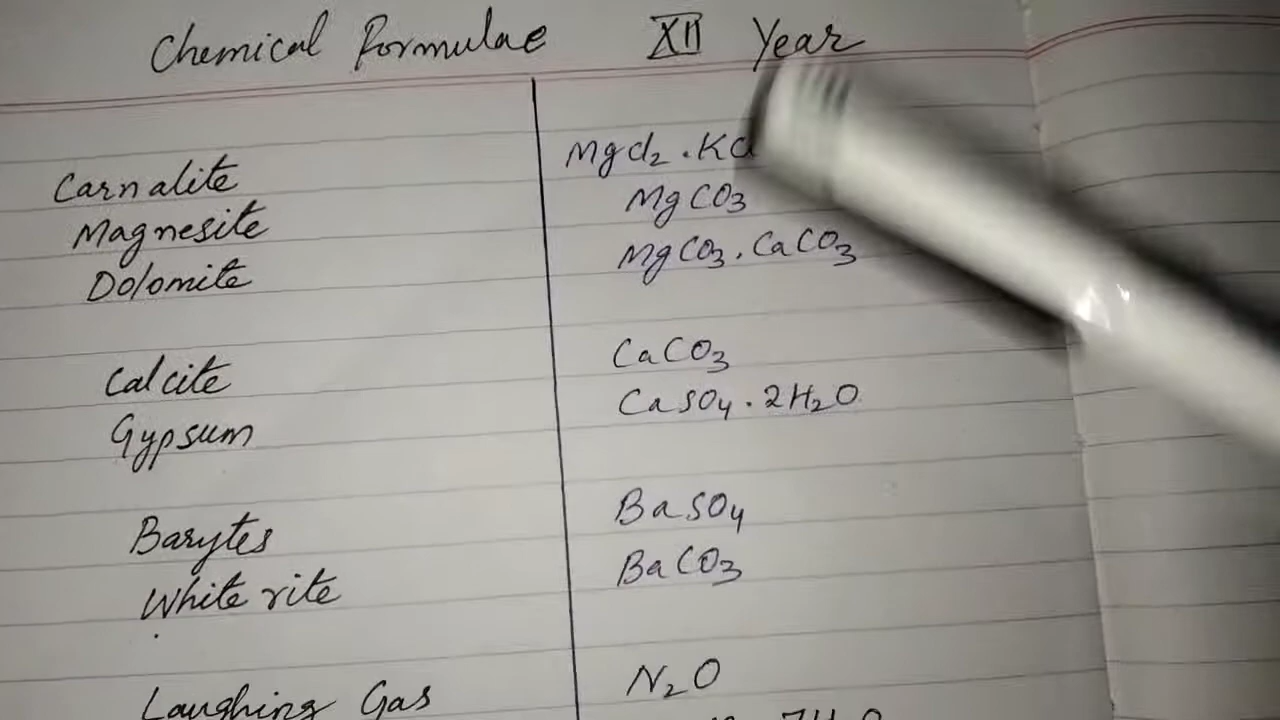 Chemical Formulae XII Year
Carnalite MgCl₂.KCl
Magnesite MgCO₃
Dolomite MgCO₃.CaCO₃
Calcite CaCO₃
Gypsum CaSO₄.2H₂O
Barytes BaSO₄
White rite BaCO₃
Laughing Gas N₂O
7H₂O